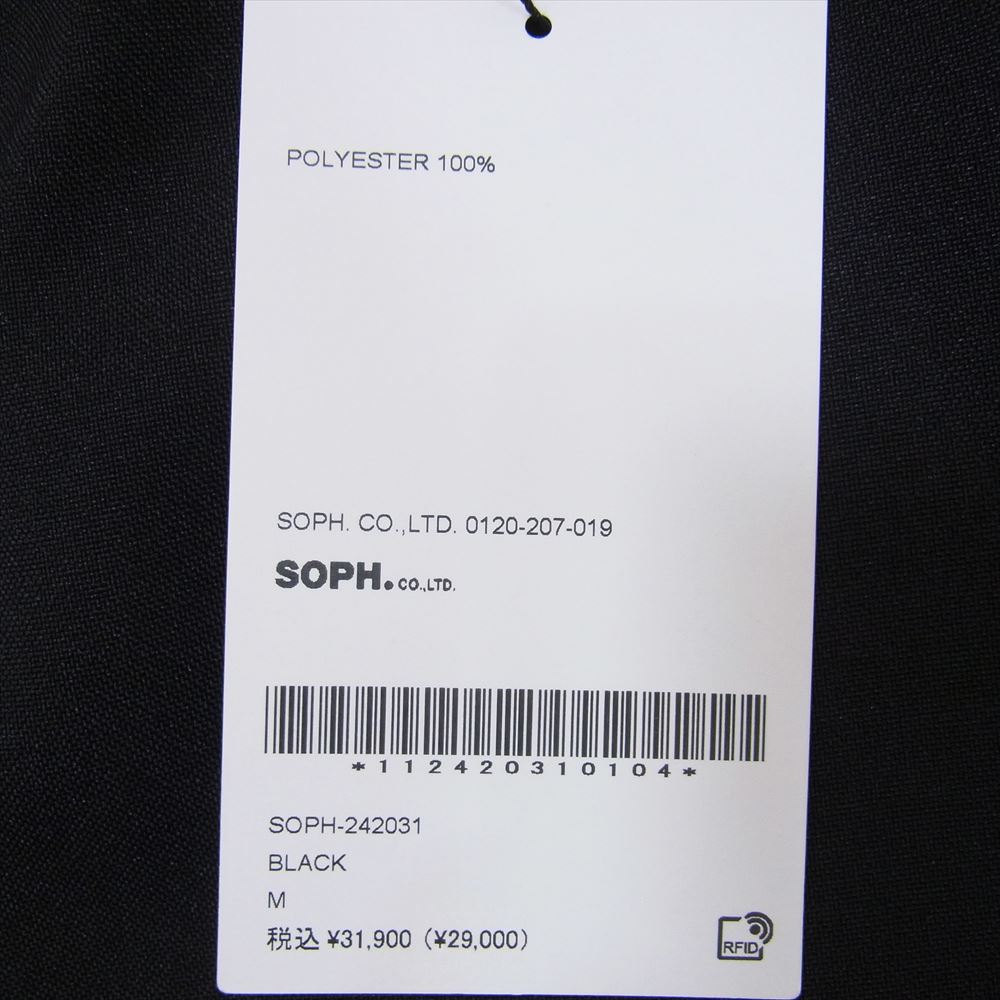 POLYESTER 100%
SOPH. CO.,LTD. 0120-207-019
SOPH.CO.,LTD.
*112420310104*
SOPH-242031
BLACK
M
税込 ¥31,900 (¥29,000)
RFID